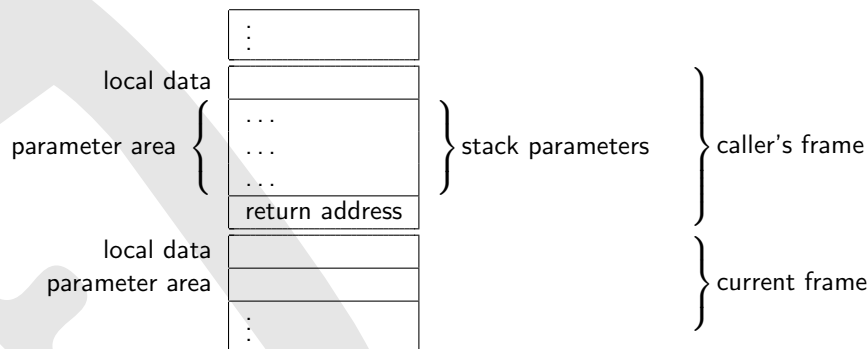 ⋮
local data
. . .
parameter area
. . .
stack parameters
caller's frame
. . .
return address
local data
parameter area
current frame
⋮